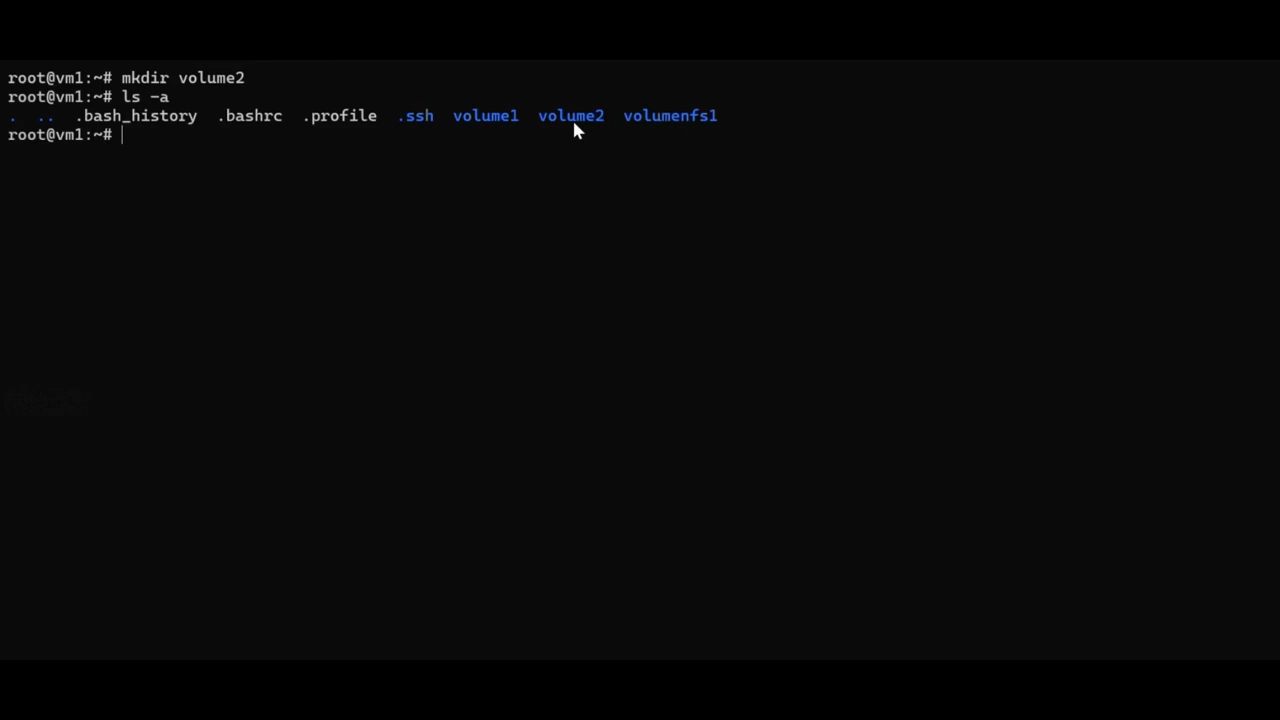 root@vm1:~# mkdir volume2
root@vm1:~# ls -a
.  ..  .bash_history  .bashrc  .profile  .ssh  volume1  volume2  volumenfs1
root@vm1:~#